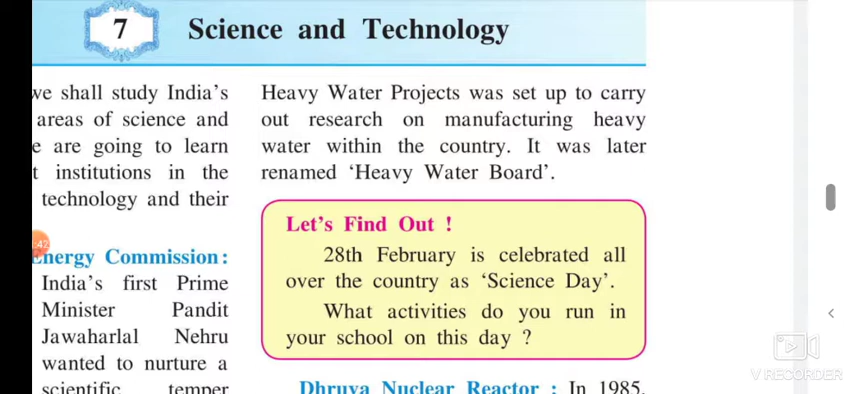 7 Science and Technology
we shall study India's
areas of science and
e are going to learn
t institutions in the
technology and their
:42
Energy Commission:
India's first Prime
Minister Pandit
Jawaharlal Nehru
wanted to nurture a
scientific temper
Heavy Water Projects was set up to carry
out research on manufacturing heavy
water within the country. It was later
renamed 'Heavy Water Board'.
Let's Find Out !
28th February is celebrated all
over the country as 'Science Day'.
What activities do you run in
your school on this day ?
Dhruva Nuclear Reactor : In 1985,
V RECORDER